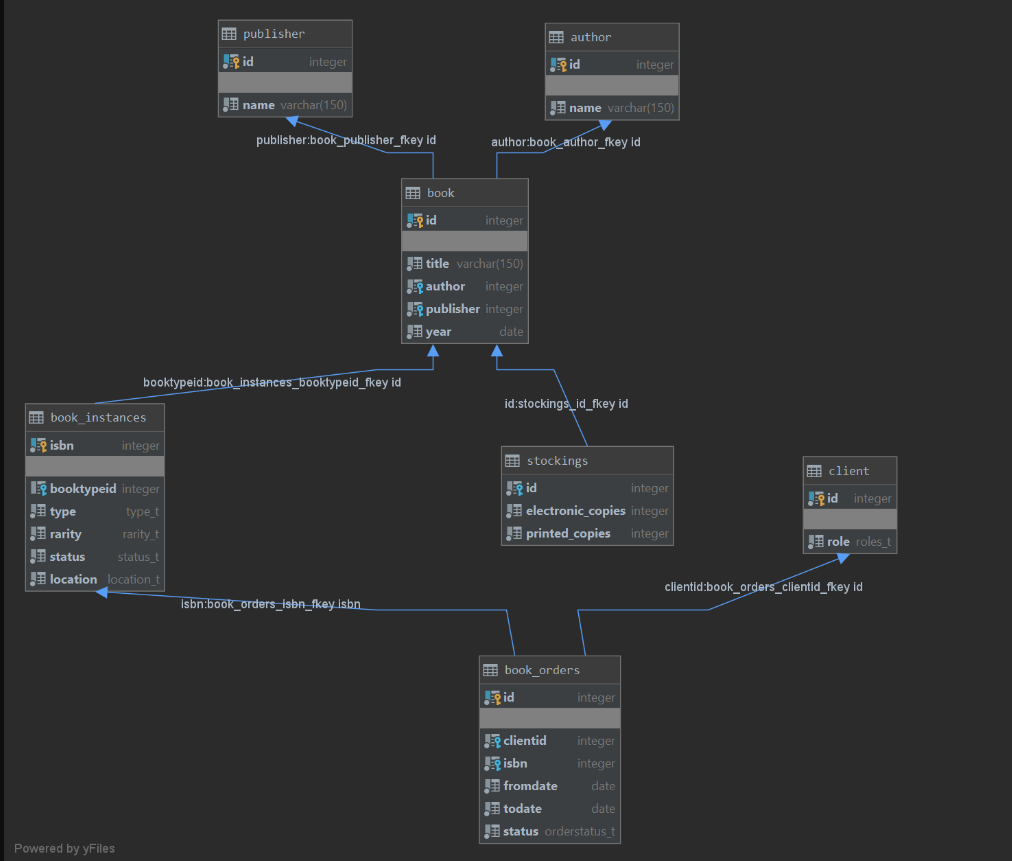 publisher
id integer
name varchar(150)
author
id integer
name varchar(150)
publisher:book_publisher_fkey id
author:book_author_fkey id
book
id integer
title varchar(150)
author integer
publisher integer
year date
booktypeid:book_instances_booktypeid_fkey id
id:stockings_id_fkey id
book_instances
isbn integer
booktypeid integer
type type_t
rarity rarity_t
status status_t
location location_t
stockings
id integer
electronic_copies integer
printed_copies integer
client
id integer
role roles_t
isbn:book_orders_isbn_fkey isbn
clientid:book_orders_clientid_fkey id
book_orders
id integer
clientid integer
isbn integer
fromdate date
todate date
status orderstatus_t
Powered by yFiles